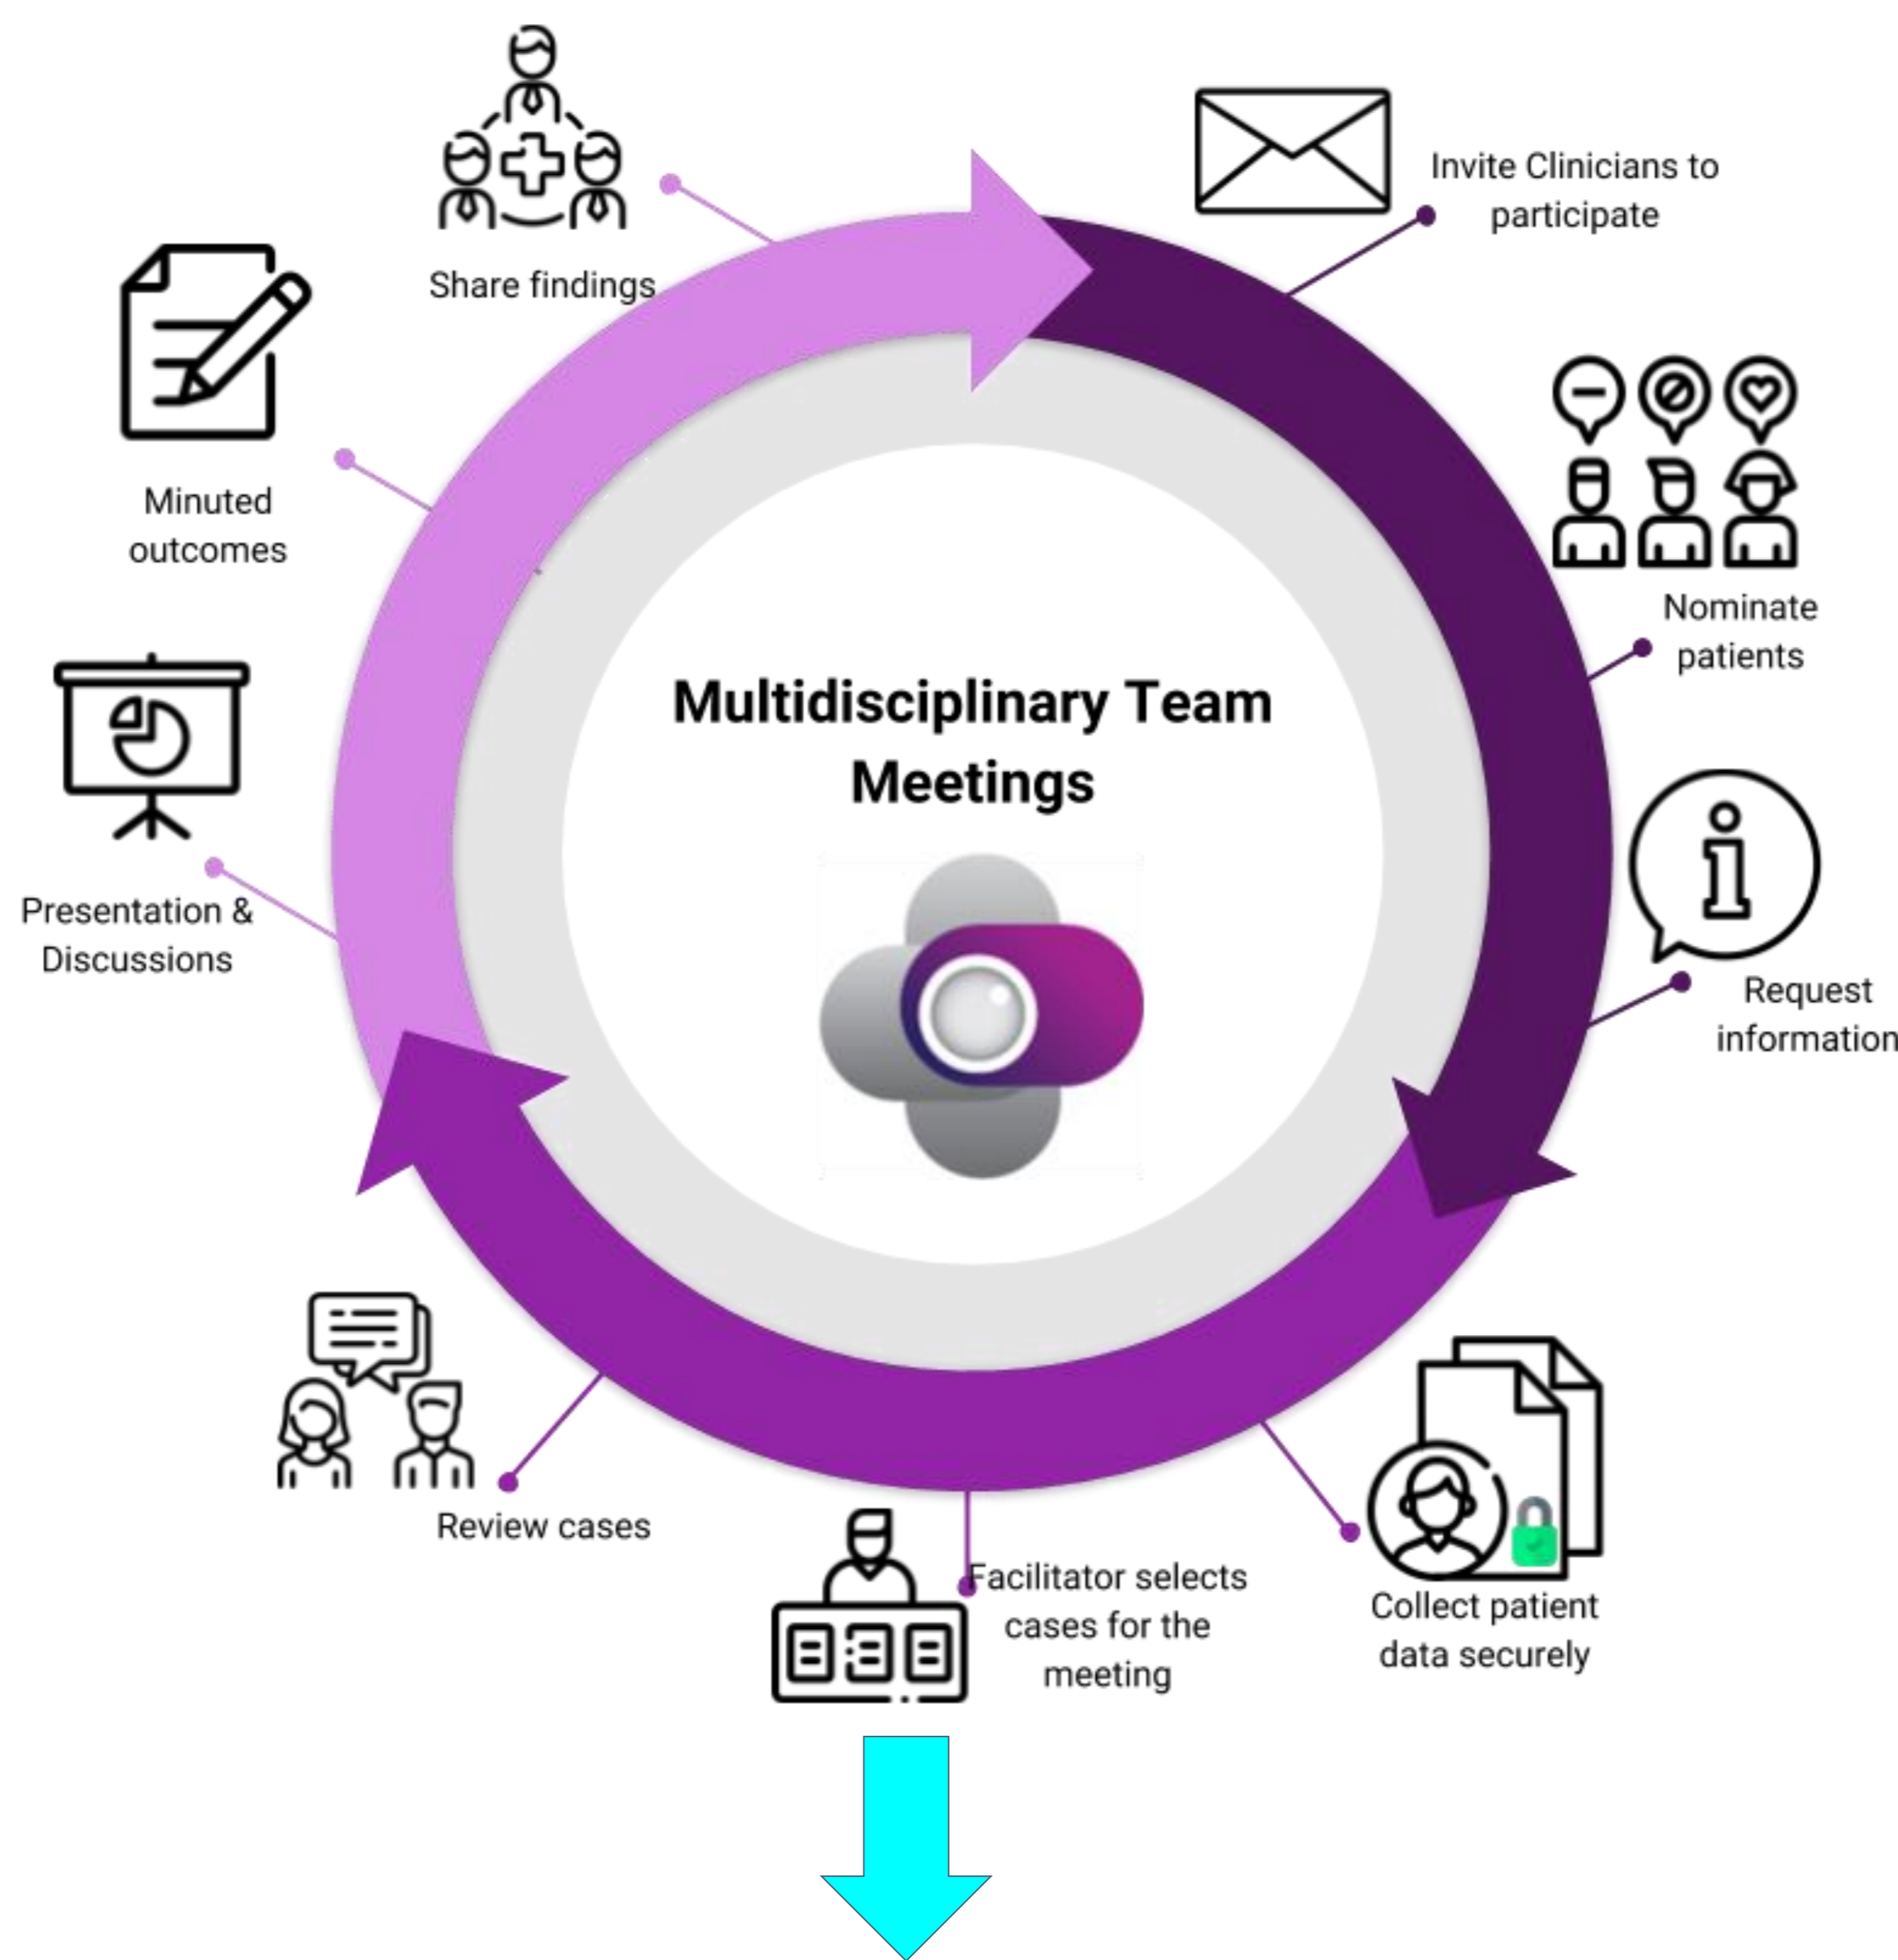 Multidisciplinary Team
Meetings
Invite Clinicians to
participate
Nominate
patients
Request
information
Collect patient
data securely
Facilitator selects
cases for the
meeting
Review cases
Presentation &
Discussions
Minuted
outcomes
Share findings